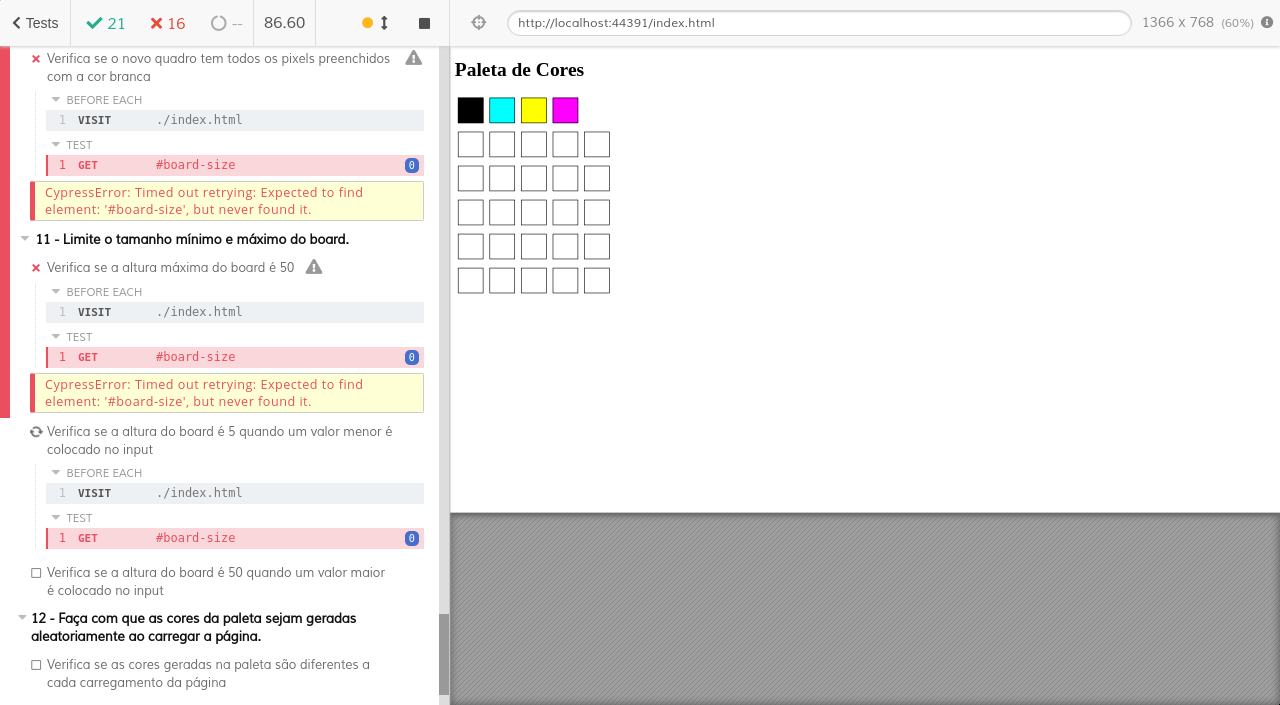 Tests
21
16
--
86.60
http://localhost:44391/index.html
1366 x 768 (60%)
Verifica se o novo quadro tem todos os pixels preenchidos
com a cor branca
BEFORE EACH
1 VISIT ./index.html
TEST
1 GET #board-size 0
CypressError: Timed out retrying: Expected to find
element: '#board-size', but never found it.
11 - Limite o tamanho mínimo e máximo do board.
Verifica se a altura máxima do board é 50
BEFORE EACH
1 VISIT ./index.html
TEST
1 GET #board-size 0
CypressError: Timed out retrying: Expected to find
element: '#board-size', but never found it.
Verifica se a altura do board é 5 quando um valor menor é
colocado no input
BEFORE EACH
1 VISIT ./index.html
TEST
1 GET #board-size 0
Verifica se a altura do board é 50 quando um valor maior
é colocado no input
12 - Faça com que as cores da paleta sejam geradas
aleatoriamente ao carregar a página.
Verifica se as cores geradas na paleta são diferentes a
cada carregamento da página
Paleta de Cores